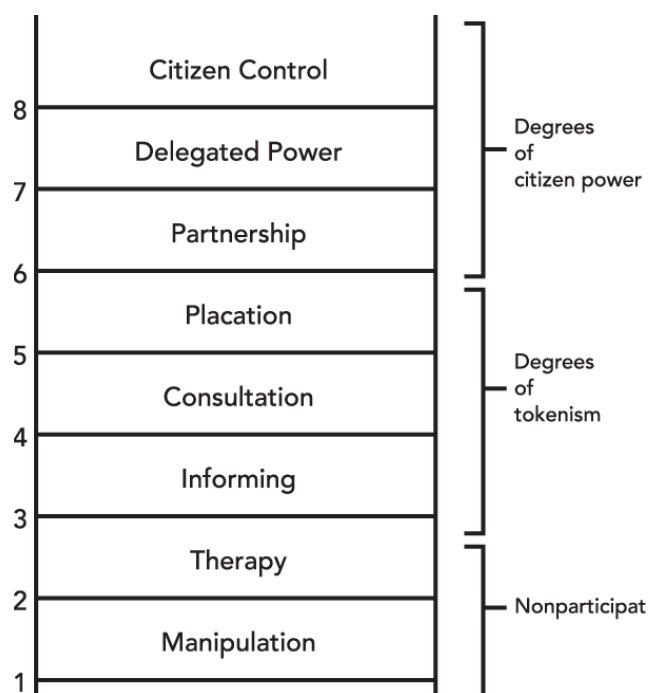 Citizen Control
8
Delegated Power
7
Partnership
6
Placation
5
Consultation
4
Informing
3
Therapy
2
Manipulation
1
Degrees
of
citizen power
Degrees
of
tokenism
Nonparticipat